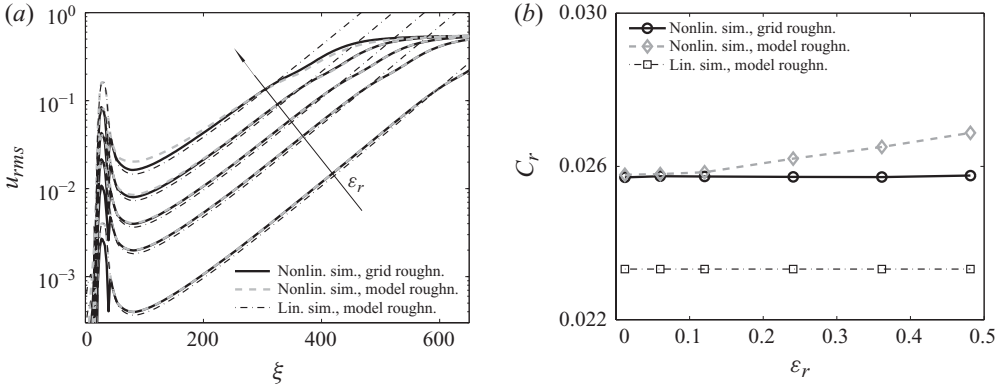 (a)
10⁰
10⁻¹
10⁻²
10⁻³
u_rms
ε_r
Nonlin. sim., grid roughn.
Nonlin. sim., model roughn.
Lin. sim., model roughn.
0 200 400 600
ξ
(b)
0.030
0.026
0.022
C_r
Nonlin. sim., grid roughn.
Nonlin. sim., model roughn.
Lin. sim., model roughn.
0 0.1 0.2 0.3 0.4 0.5
ε_r